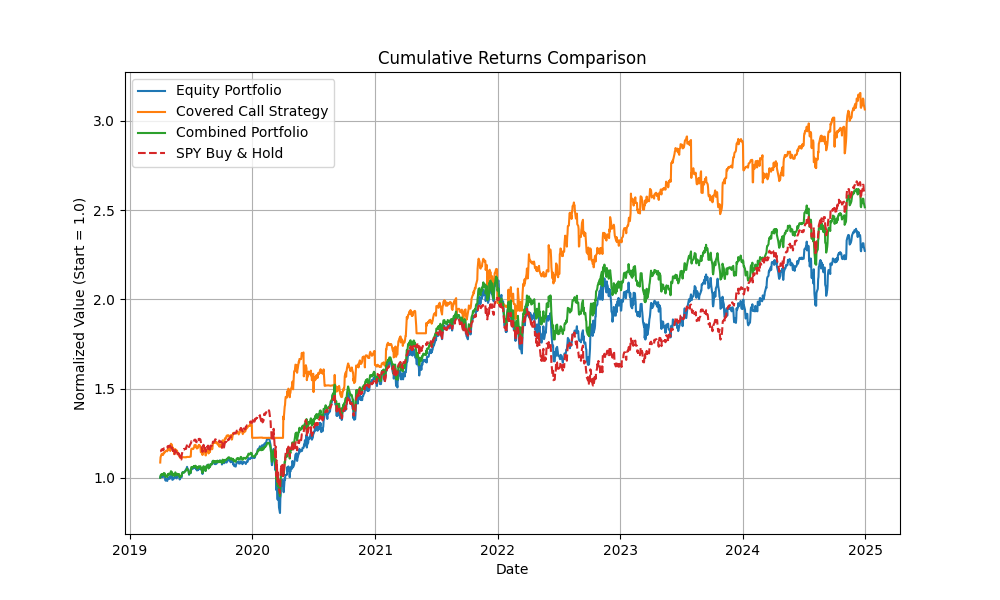 Cumulative Returns Comparison
Equity Portfolio
Covered Call Strategy
Combined Portfolio
SPY Buy & Hold
Normalized Value (Start = 1.0)
3.0
2.5
2.0
1.5
1.0
2019 2020 2021 2022 2023 2024 2025
Date